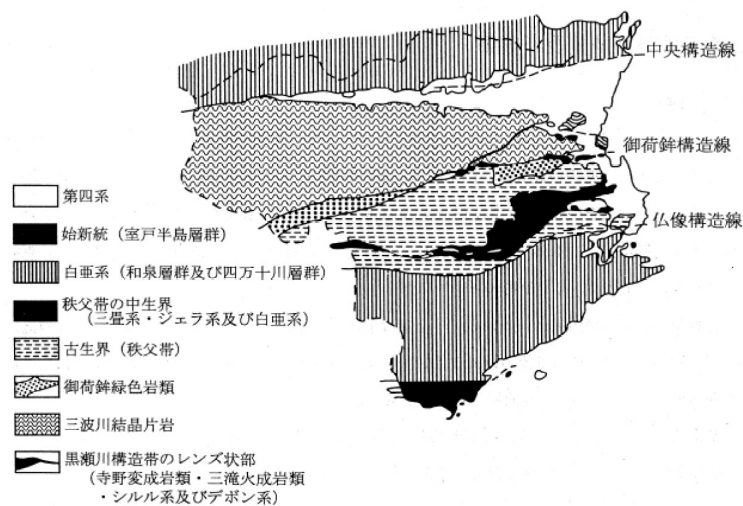 中央構造線
御荷鉾構造線
仏像構造線
第四系
始新統（室戸半島層群）
白亜系（和泉層群及び四万十川層群）
秩父帯の中生界
（三畳系・ジェラ系及び白亜系）
古生界（秩父帯）
御荷鉾緑色岩類
三波川結晶片岩
黒瀬川構造帯のレンズ状部
（寺野変成岩類・三滝火成岩類
・シルル系及びデボン系）